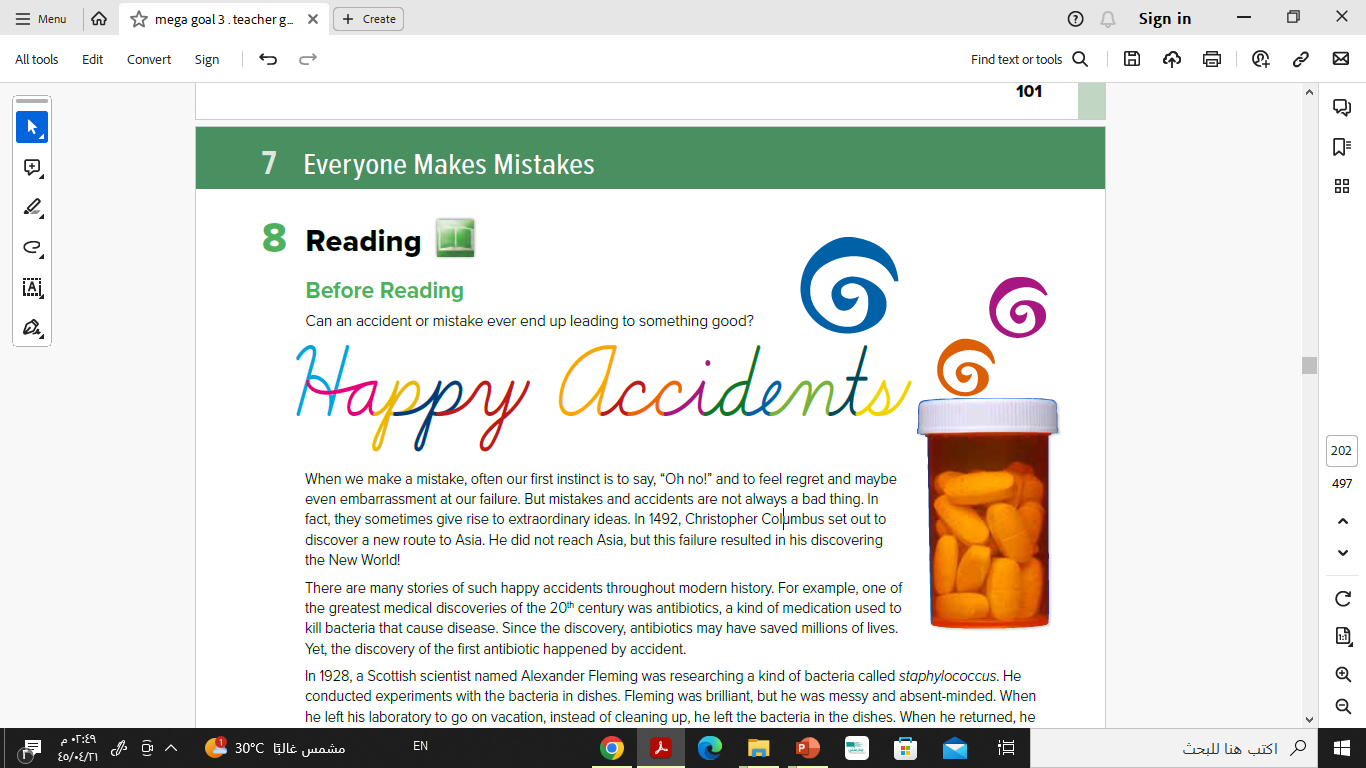 Menu
mega goal 3 . teacher g...
Create
Sign in
All tools
Edit
Convert
Sign
Find text or tools
101
7 Everyone Makes Mistakes
8 Reading
Before Reading
Can an accident or mistake ever end up leading to something good?
Happy Accidents
When we make a mistake, often our first instinct is to say, “Oh no!” and to feel regret and maybe
even embarrassment at our failure. But mistakes and accidents are not always a bad thing. In
fact, they sometimes give rise to extraordinary ideas. In 1492, Christopher Columbus set out to
discover a new route to Asia. He did not reach Asia, but this failure resulted in his discovering
the New World!
There are many stories of such happy accidents throughout modern history. For example, one of
the greatest medical discoveries of the 20th century was antibiotics, a kind of medication used to
kill bacteria that cause disease. Since the discovery, antibiotics may have saved millions of lives.
Yet, the discovery of the first antibiotic happened by accident.
In 1928, a Scottish scientist named Alexander Fleming was researching a kind of bacteria called staphylococcus. He
conducted experiments with the bacteria in dishes. Fleming was brilliant, but he was messy and absent-minded. When
he left his laboratory to go on vacation, instead of cleaning up, he left the bacteria in the dishes. When he returned, he
202
497
1:1
٠٢:٤٩ م
٤٥/٠٤/٢١
30°C مشمس غالبًا
EN
اكتب هنا للبحث